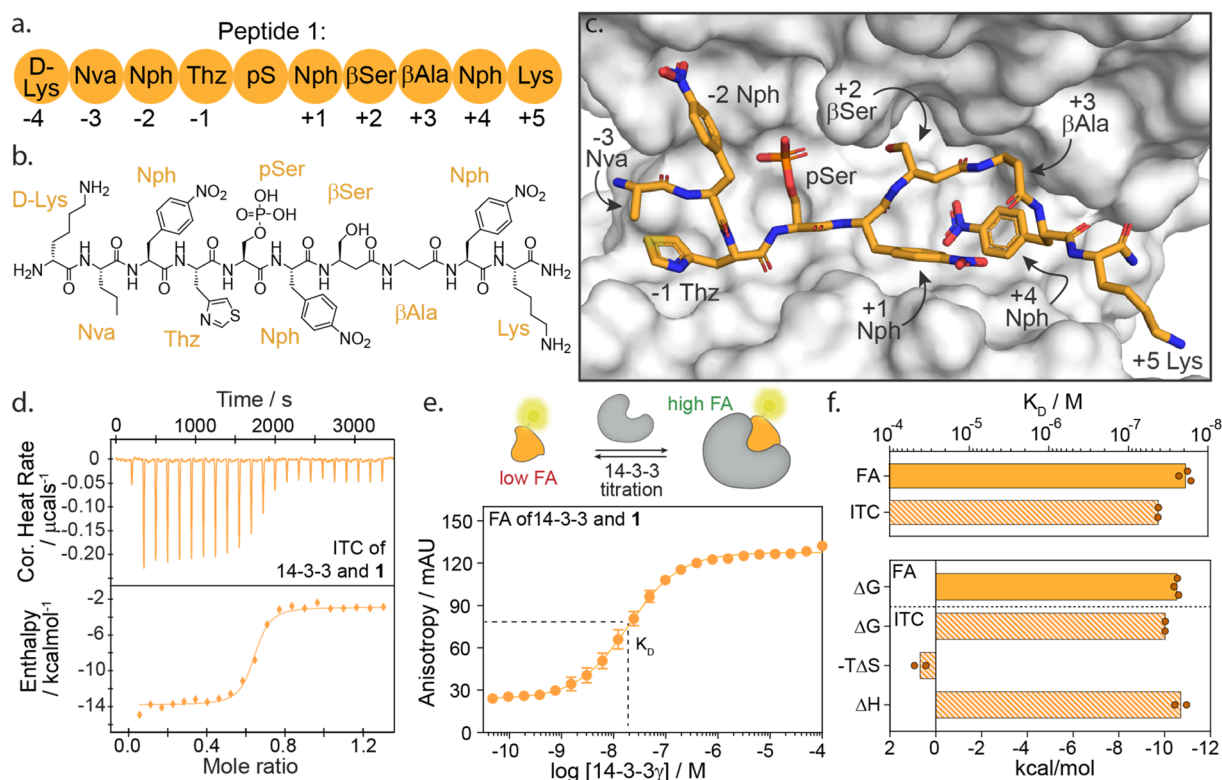 a.
Peptide 1:
D-
Lys
Nva
Nph
Thz
pS
Nph
βSer
βAla
Nph
Lys
-4
-3
-2
-1
+1
+2
+3
+4
+5
b.
D-Lys
NH2
Nph
NO2
pSer
O
OH
O=P-OH
O
βSer
OH
Nph
NO2
H2N
O
H
N
O
N
H
O
H
N
O
N
H
O
H
N
O
N
H
O
H
N
O
N
H
O
H
N
O
NH2
Nva
N
S
Thz
Nph
NO2
βAla
Lys
NH2
c.
-2 Nph
+2
βSer
+3
βAla
-3
Nva
pSer
-1 Thz
+1
Nph
+4
Nph
+5 Lys
d.
Time / s
0 1000 2000 3000
Cor. Heat Rate
/ μcals-1
0
-0.05
-0.10
-0.15
-0.20
ITC of
14-3-3 and 1
Enthalpy
/ kcalmol-1
-2
-6
-10
-14
0.0 0.4 0.8 1.2
Mole ratio
e.
low FA
14-3-3
titration
high FA
FA of14-3-3 and 1
Anisotropy / mAU
150
120
90
60
30
0
KD
-10 -9 -8 -7 -6 -5 -4
log [14-3-3γ] / M
f.
KD / M
10-4 10-5 10-6 10-7 10-8
FA
ITC
FA
ΔG
ITC
ΔG
-TΔS
ΔH
2 0 -2 -4 -6 -8 -10 -12
kcal/mol